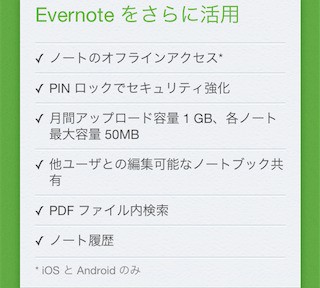 Evernote をさらに活用
✓ ノートのオフラインアクセス*
✓ PIN ロックでセキュリティ強化
✓ 月間アップロード容量 1 GB、各ノート
最大容量 50MB
✓ 他ユーザとの編集可能なノートブック共
有
✓ PDF ファイル内検索
✓ ノート履歴
* iOS と Android のみ